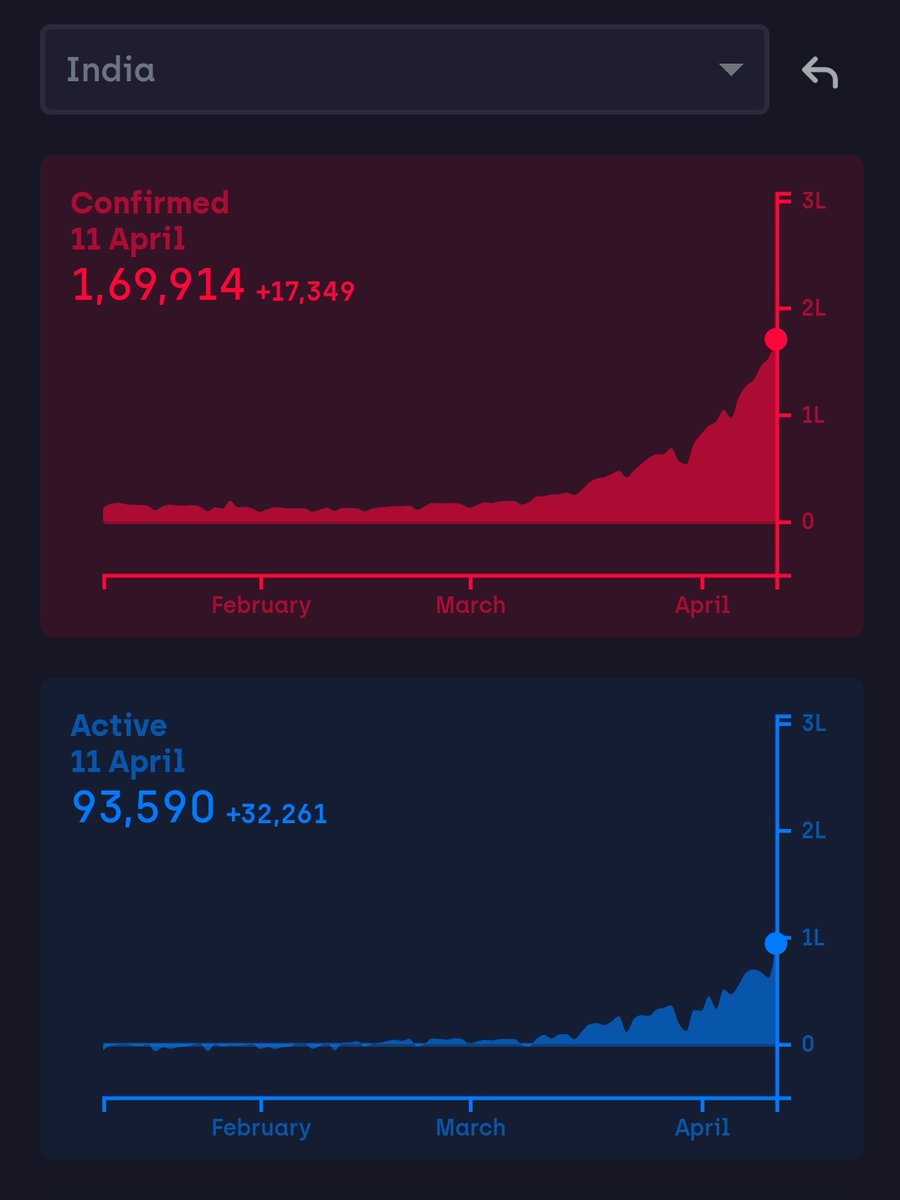 India
Confirmed
11 April
1,69,914 +17,349
3L
2L
1L
0
February March April
Active
11 April
93,590 +32,261
3L
2L
1L
0
February March April